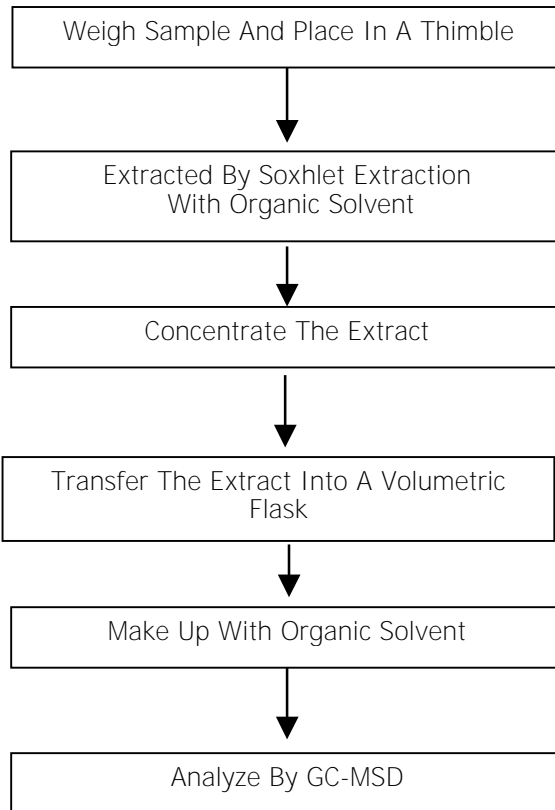 Weigh Sample And Place In A Thimble
Extracted By Soxhlet Extraction
With Organic Solvent
Concentrate The Extract
Transfer The Extract Into A Volumetric
Flask
Make Up With Organic Solvent
Analyze By GC-MSD